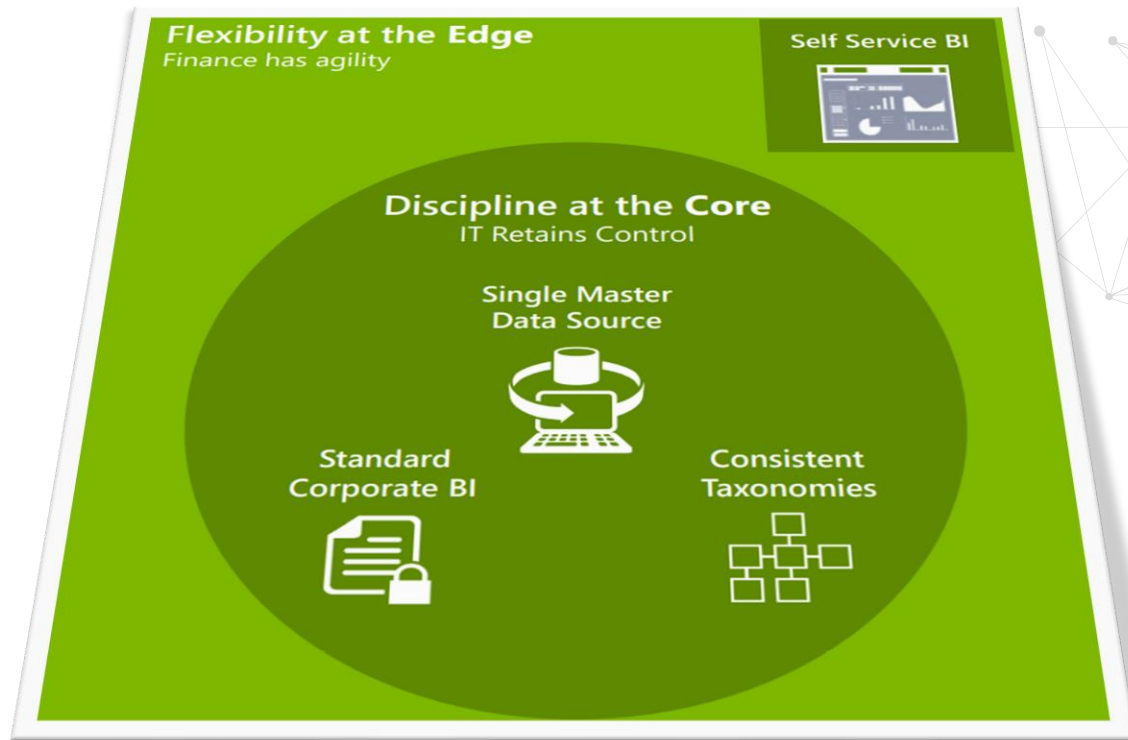 Flexibility at the Edge
Finance has agility
Self Service BI
Discipline at the Core
IT Retains Control
Single Master
Data Source
Standard
Corporate BI
Consistent
Taxonomies